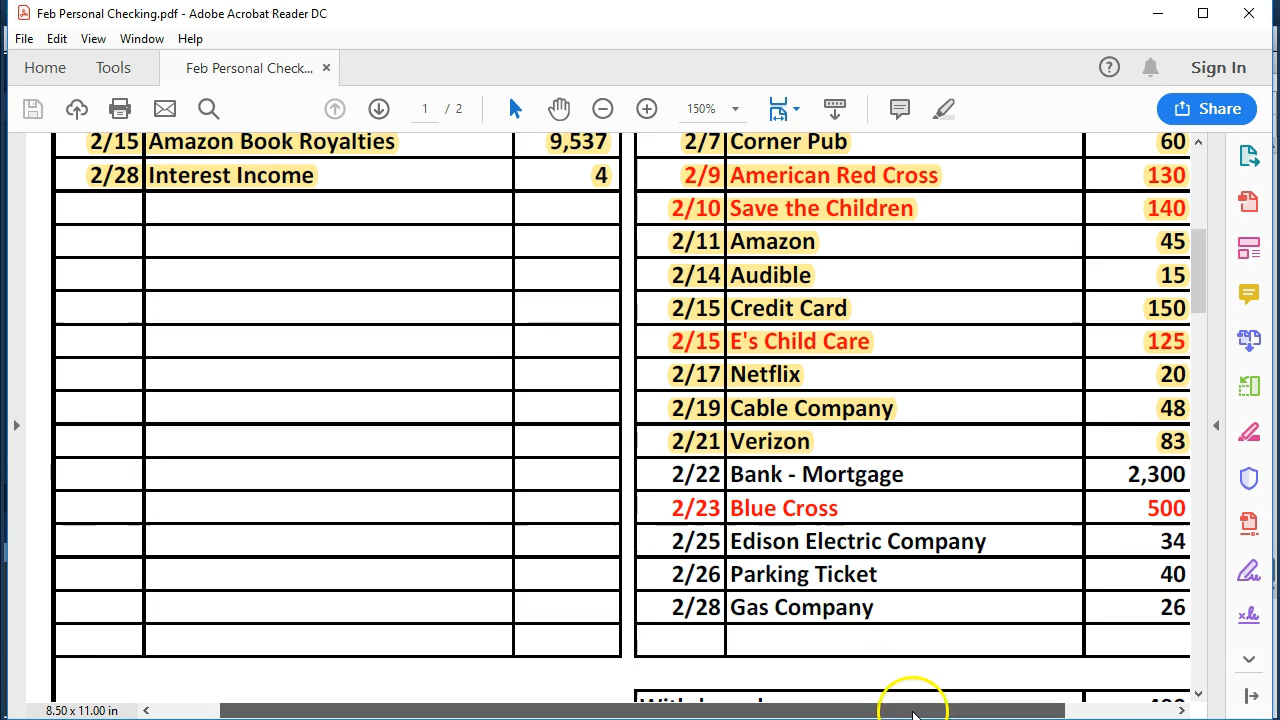 Feb Personal Checking.pdf - Adobe Acrobat Reader DC
File Edit View Window Help
Home Tools Feb Personal Check... × Sign In
1 / 2 150% Share
2/15 Amazon Book Royalties 9,537 2/7 Corner Pub 60
2/28 Interest Income 4 2/9 American Red Cross 130
2/10 Save the Children 140
2/11 Amazon 45
2/14 Audible 15
2/15 Credit Card 150
2/15 E's Child Care 125
2/17 Netflix 20
2/19 Cable Company 48
2/21 Verizon 83
2/22 Bank - Mortgage 2,300
2/23 Blue Cross 500
2/25 Edison Electric Company 34
2/26 Parking Ticket 40
2/28 Gas Company 26
8.50 x 11.00 in